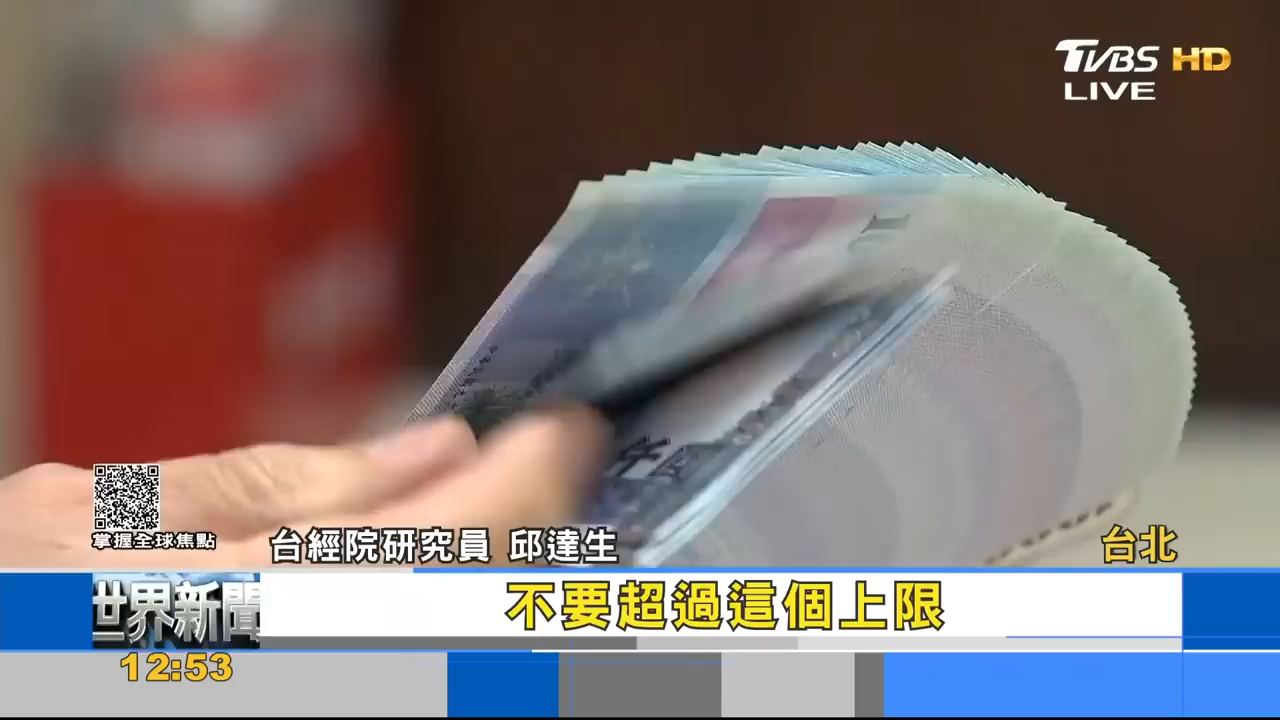 TVBS HD
LIVE
掌握全球焦點
台經院研究員 邱達生
台北
世界新聞
不要超過這個上限
12:53